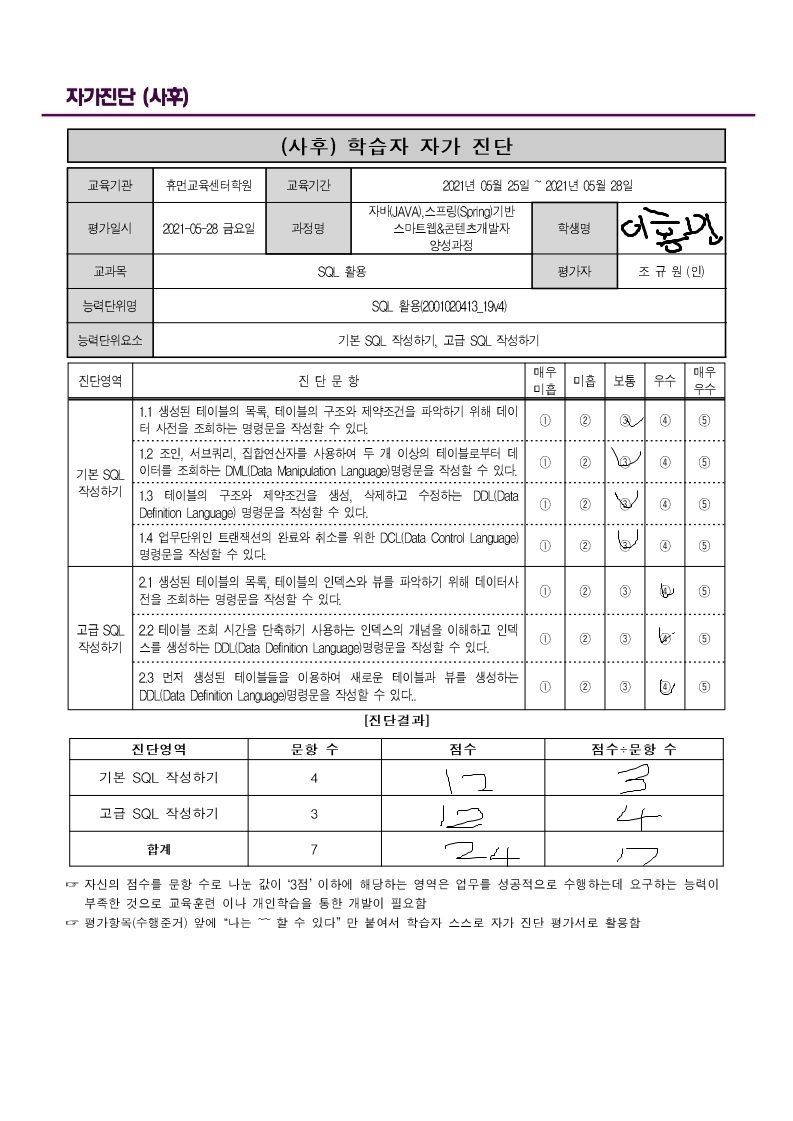 자가진단 (사후)
(사후) 학습자 자가 진단
교육기관 휴먼교육센터학원 교육기간 2021년 05월 25일 ~ 2021년 05월 28일
평가일시 2021-05-28 금요일 과정명 자바(JAVA),스프링(Spring)기반
스마트웹&콘텐츠개발자
양성과정 학생명
교과목 SQL 활용 평가자 조 규 원 (인)
능력단위명 SQL 활용(2001020413_19v4)
능력단위요소 기본 SQL 작성하기, 고급 SQL 작성하기
진단영역 진 단 문 항 매우
미흡 미흡 보통 우수 매우
우수
기본 SQL
작성하기
1.1 생성된 테이블의 목록, 테이블의 구조와 제약조건을 파악하기 위해 데이
터 사전을 조회하는 명령문을 작성할 수 있다. ① ② ③ ④ ⑤
1.2 조인, 서브쿼리, 집합연산자를 사용하여 두 개 이상의 테이블로부터 데
이터를 조회하는 DML(Data Manipulation Language)명령문을 작성할 수 있다. ① ② ③ ④ ⑤
1.3 테이블의 구조와 제약조건을 생성, 삭제하고 수정하는 DDL(Data
Definition Language) 명령문을 작성할 수 있다. ① ② ③ ④ ⑤
1.4 업무단위인 트랜잭션의 완료와 취소를 위한 DCL(Data Control Language)
명령문을 작성할 수 있다. ① ② ③ ④ ⑤
고급 SQL
작성하기
2.1 생성된 테이블의 목록, 테이블의 인덱스와 뷰를 파악하기 위해 데이터사
전을 조회하는 명령문을 작성할 수 있다. ① ② ③ ④ ⑤
2.2 테이블 조회 시간을 단축하기 사용하는 인덱스의 개념을 이해하고 인덱
스를 생성하는 DDL(Data Definition Language)명령문을 작성할 수 있다. ① ② ③ ④ ⑤
2.3 먼저 생성된 테이블들을 이용하여 새로운 테이블과 뷰를 생성하는
DDL(Data Definition Language)명령문을 작성할 수 있다.. ① ② ③ ④ ⑤
[진단결과]
진단영역 문항 수 점수 점수÷문항 수
기본 SQL 작성하기 4 12 3
고급 SQL 작성하기 3 12 4
합계 7 24
☞ 자신의 점수를 문항 수로 나눈 값이 ‘3점’ 이하에 해당하는 영역은 업무를 성공적으로 수행하는데 요구하는 능력이
부족한 것으로 교육훈련 이나 개인학습을 통한 개발이 필요함
☞ 평가항목(수행준거) 앞에 “나는 ~~ 할 수 있다” 만 붙여서 학습자 스스로 자가 진단 평가서로 활용함